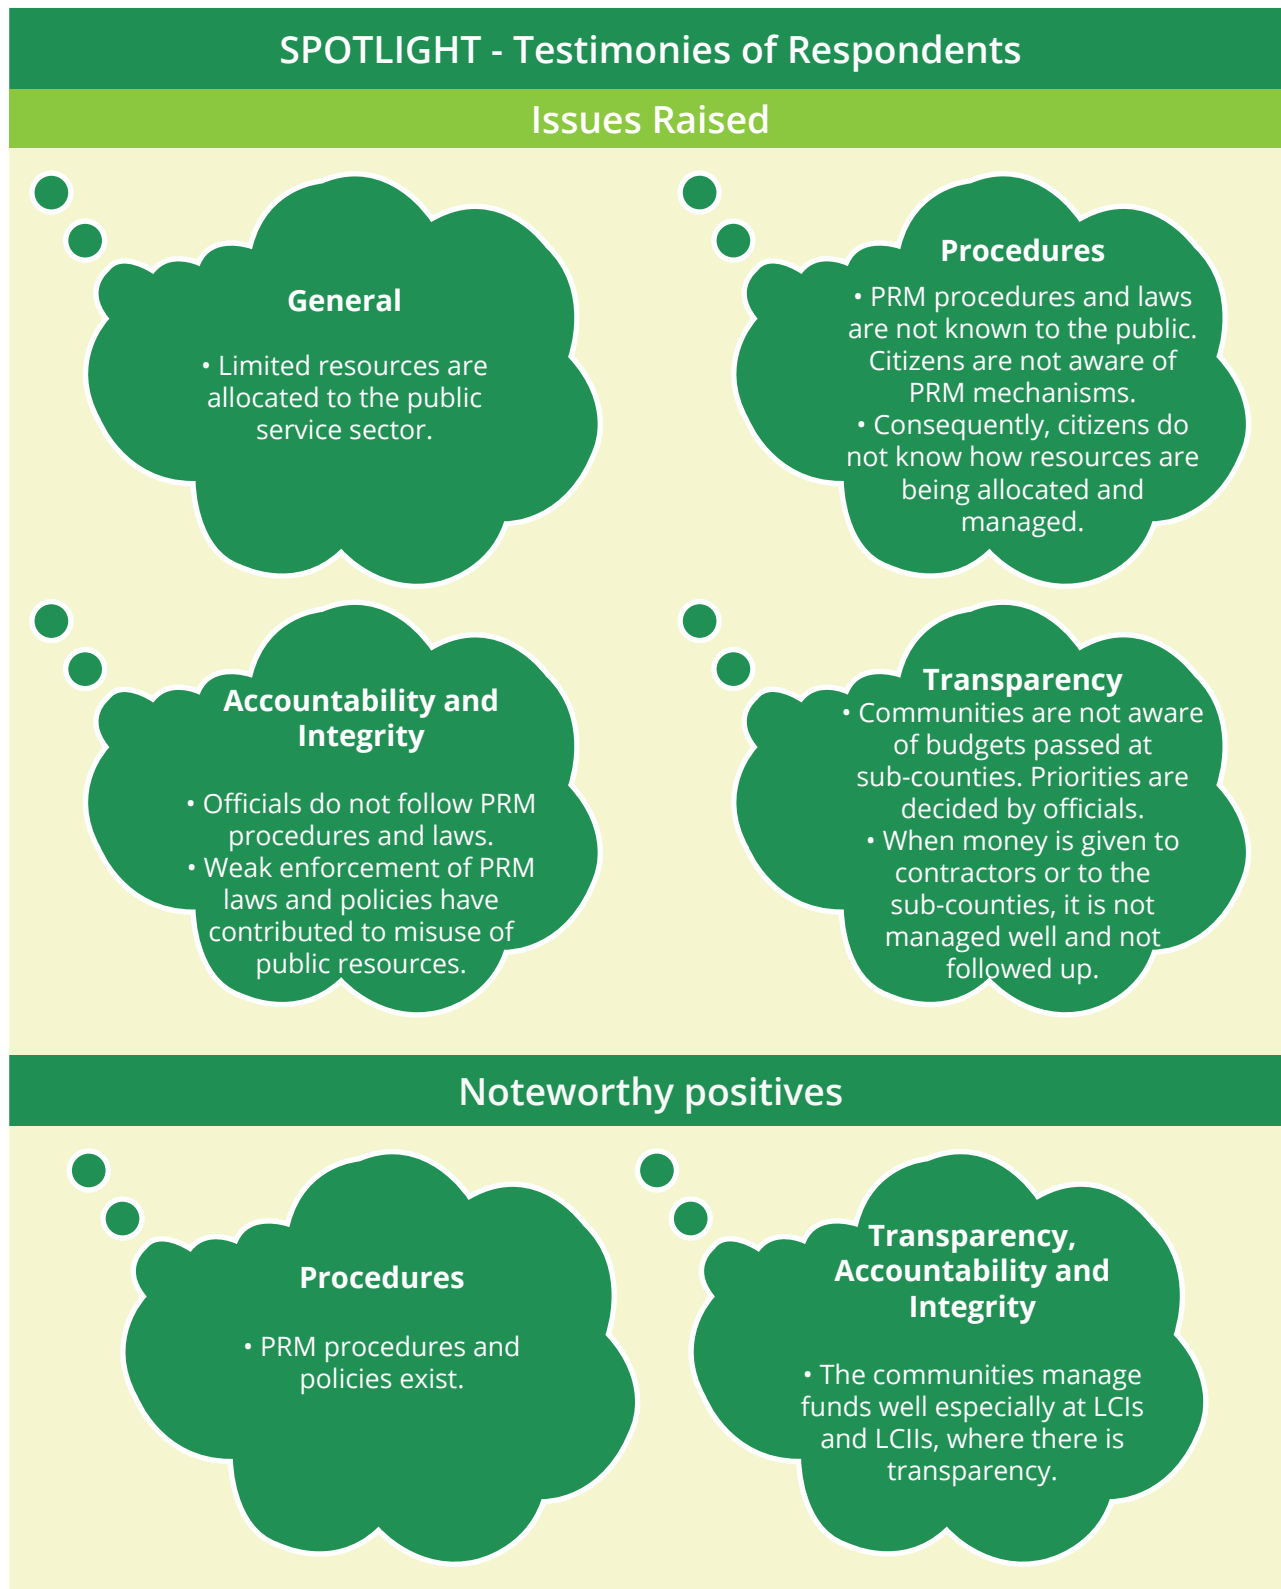 SPOTLIGHT - Testimonies of Respondents
Issues Raised
General
• Limited resources are
allocated to the public
service sector.
Procedures
• PRM procedures and laws
are not known to the public.
Citizens are not aware of
PRM mechanisms.
• Consequently, citizens do
not know how resources are
being allocated and
managed.
Accountability and
Integrity
• Officials do not follow PRM
procedures and laws.
• Weak enforcement of PRM
laws and policies have
contributed to misuse of
public resources.
Transparency
• Communities are not aware
of budgets passed at
sub-counties. Priorities are
decided by officials.
• When money is given to
contractors or to the
sub-counties, it is not
managed well and not
followed up.
Noteworthy positives
Procedures
• PRM procedures and
policies exist.
Transparency,
Accountability and
Integrity
• The communities manage
funds well especially at LCIs
and LCIIs, where there is
transparency.